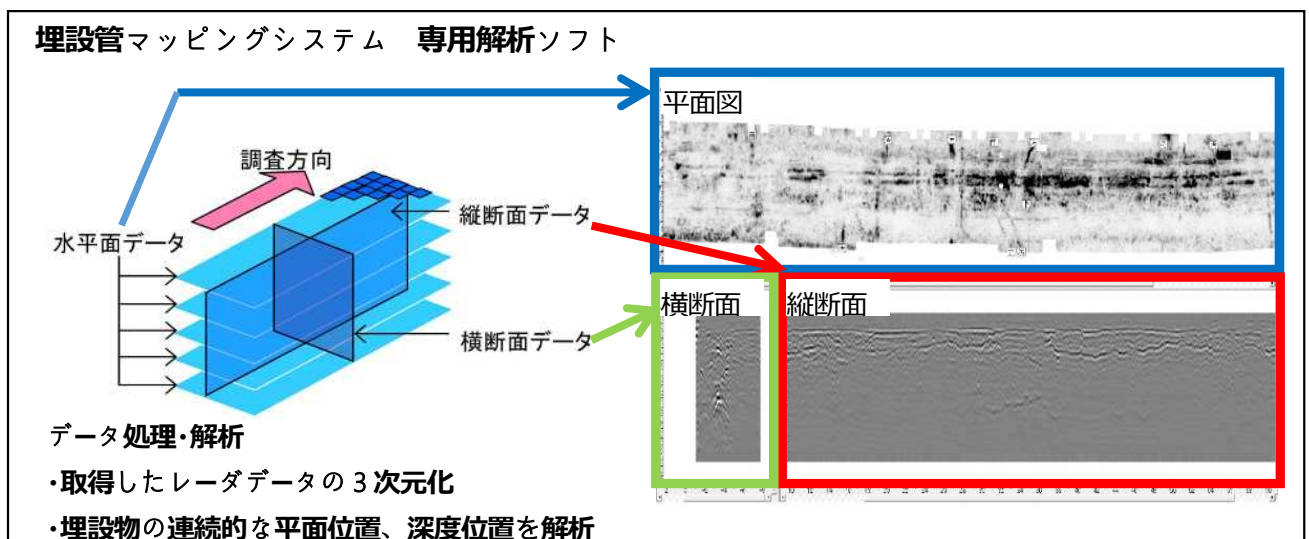 埋設管マッピングシステム　専用解析ソフト
平面図
調査方向
縦断面データ
水平面データ
横断面データ
横断面
縦断面
データ処理・解析
・取得したレーダデータの３次元化
・埋設物の連続的な平面位置、深度位置を解析